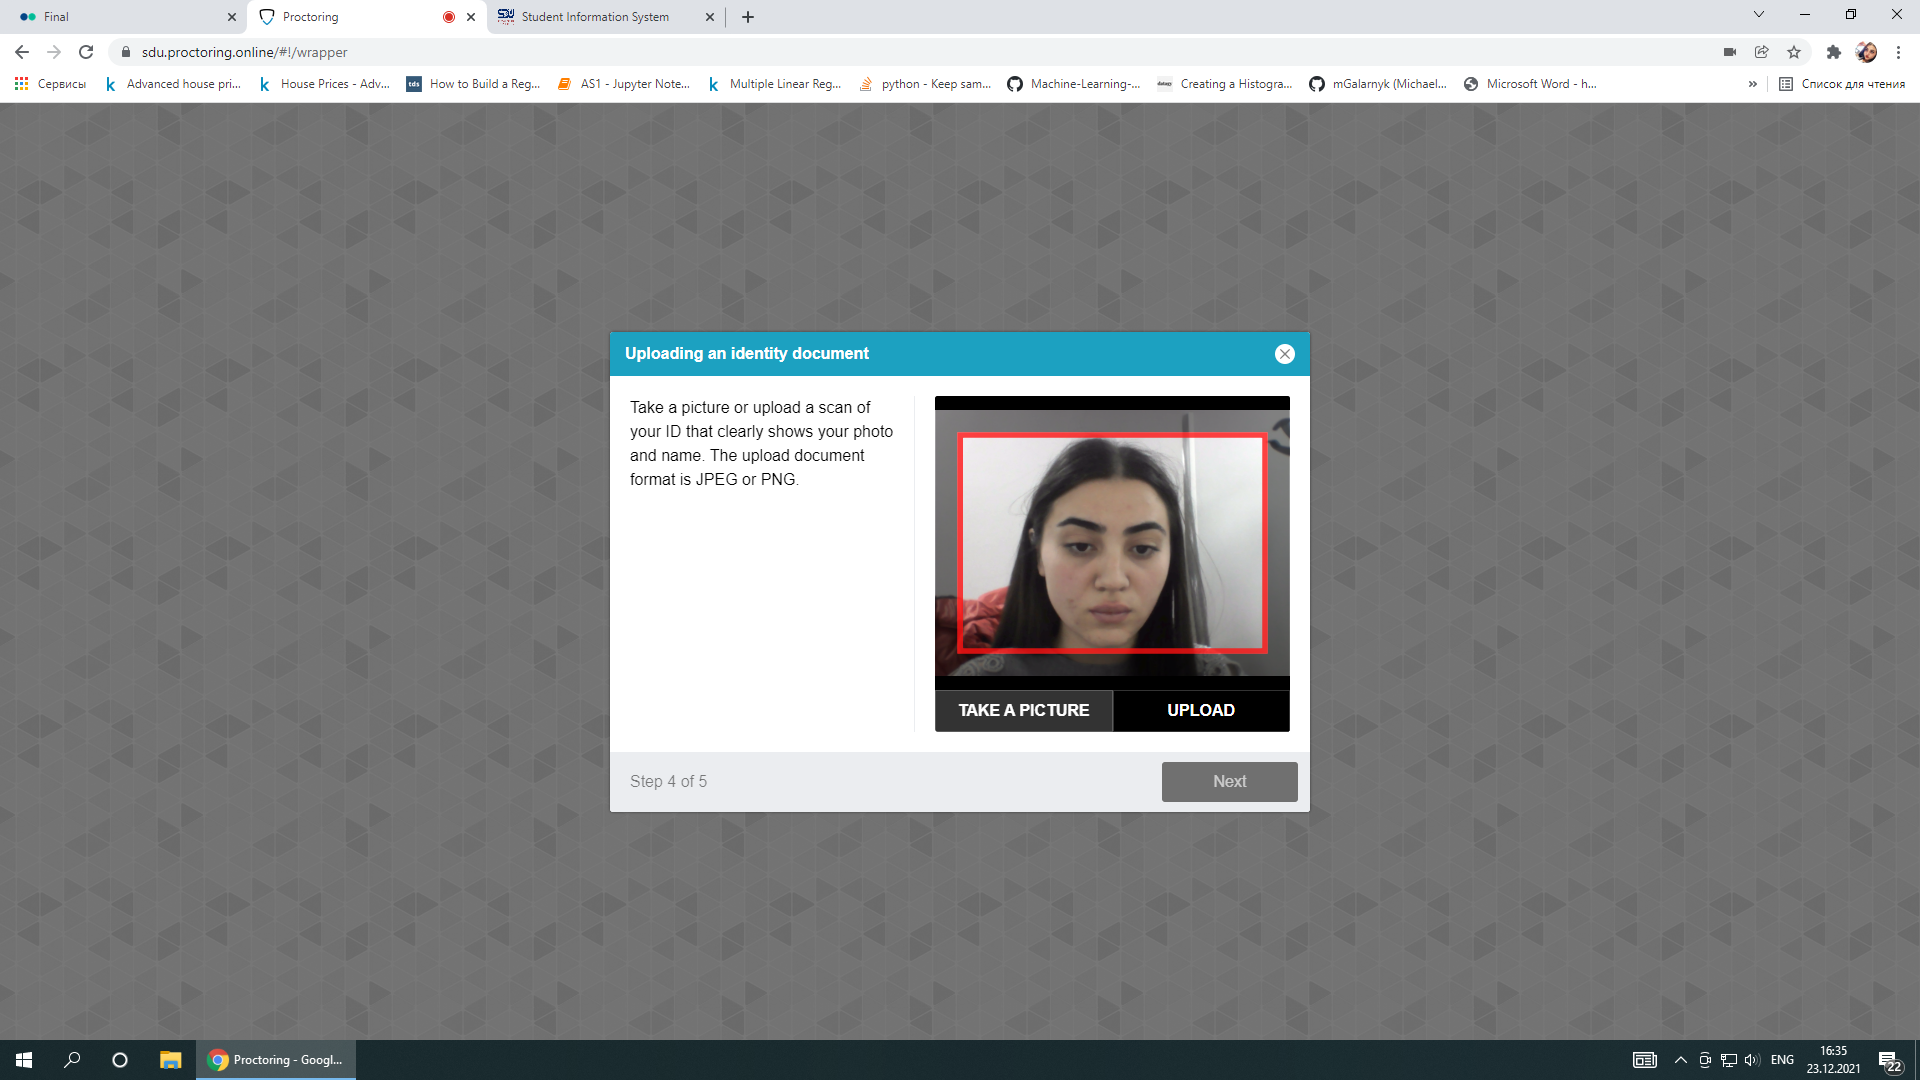 Final
Proctoring
Student Information System
sdu.proctoring.online/#!/wrapper
Сервисы
Advanced house pri...
House Prices - Adv...
tds
How to Build a Reg...
AS1 - Jupyter Note...
Multiple Linear Reg...
python - Keep sam...
Machine-Learning-...
Creating a Histogra...
mGalarnyk (Michael...
Microsoft Word - h...
»
Список для чтения
Uploading an identity document
Take a picture or upload a scan of
your ID that clearly shows your photo
and name. The upload document
format is JPEG or PNG.
TAKE A PICTURE
UPLOAD
Step 4 of 5
Next
Proctoring - Googl...
ENG
16:35
23.12.2021
22